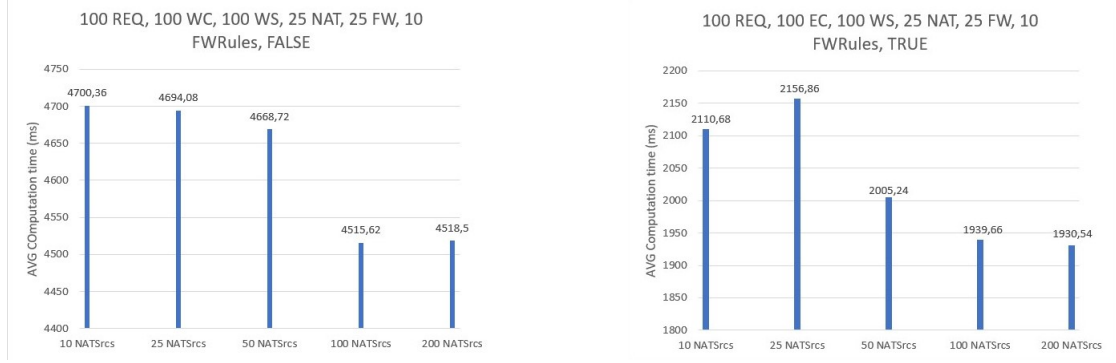 100 REQ, 100 WC, 100 WS, 25 NAT, 25 FW, 10
FWRules, FALSE
AVG COmputation time (ms)
4750
4700
4650
4600
4550
4500
4450
4400
4700,36
4694,08
4668,72
4515,62
4518,5
10 NATSrcs
25 NATSrcs
50 NATSrcs
100 NATSrcs
200 NATSrcs
100 REQ, 100 EC, 100 WS, 25 NAT, 25 FW, 10
FWRules, TRUE
AVG Computation time (ms)
2200
2150
2100
2050
2000
1950
1900
1850
1800
2110,68
2156,86
2005,24
1939,66
1930,54
10 NATSrcs
25 NATSrcs
50 NATSrcs
100 NATSrcs
200 NATSrcs